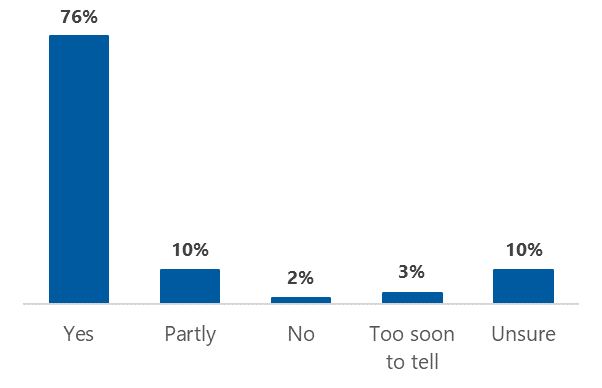 76%
10%
2%
3%
10%
Yes
Partly
No
Too soon
to tell
Unsure